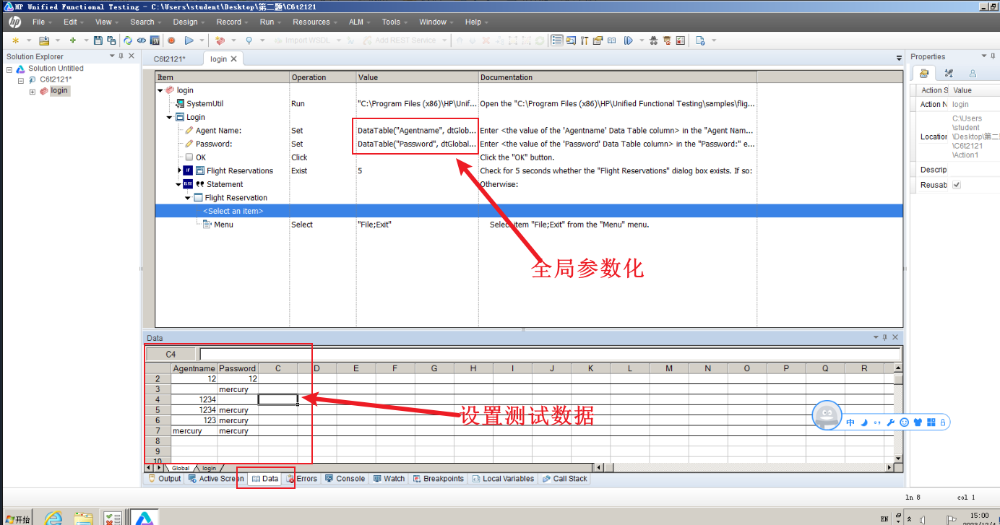 HP Unified Functional Testing - C:\Users\student\Desktop\第二题\C6t2121
File Edit View Search Design Record Run Resources ALM Tools Window Help
Import WSDL Add REST Service
Solution Explorer
Solution Untitled
C6t2121*
login
C6t2121* login
Item Operation Value Documentation
login
SystemUtil Run "C:\Program Files (x86)\HP\Unif... Open the "C:\Program Files (x86)\HP\Unified Functional Testing\samples\flig...
Login
Agent Name: Set DataTable("Agentname", dtGlob... Enter <the value of the 'Agentname' Data Table column> in the "Agent Nam...
Password: Set DataTable("Password", dtGlobal... Enter <the value of the 'Password' Data Table column> in the "Password:" e...
OK Click Click the "OK" button.
IF Flight Reservations Exist 5 Check for 5 seconds whether the "Flight Reservations" dialog box exists. If so:
ELSE Statement Otherwise:
Flight Reservation
<Select an item>
Menu Select "File;Exit" Select item "File;Exit" from the "Menu" menu.
全局参数化
Properties
Action S Value
Action N login
Location C:\Users
\student
\Desktop\第二
\C6t2121
\Action1
Descrip
Reusab
Data
C4
Agentname Password C D E F G H I J K L M N O P Q R
2 12 12
3 mercury
4 1234
5 1234 mercury
6 123 mercury
7 mercury mercury
8
9
10
设置测试数据
中
Global login
Output Active Screen Data Errors Console Watch Breakpoints Local Variables Call Stack
ln 8 col 1
开始
EN
15:00